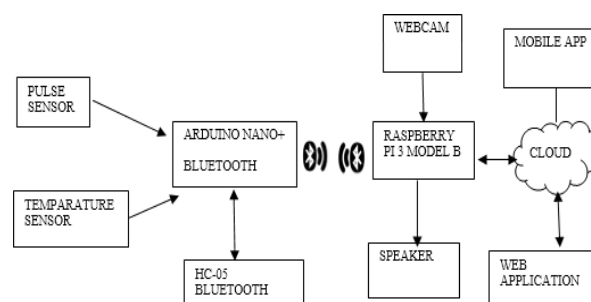 WEBCAM
MOBILE APP
PULSE
SENSOR
ARDUINO NANO+
BLUETOOTH
RASPBERRY
PI 3 MODEL B
CLOUD
TEMPARATURE
SENSOR
HC-05
BLUETOOTH
SPEAKER
WEB
APPLICATION